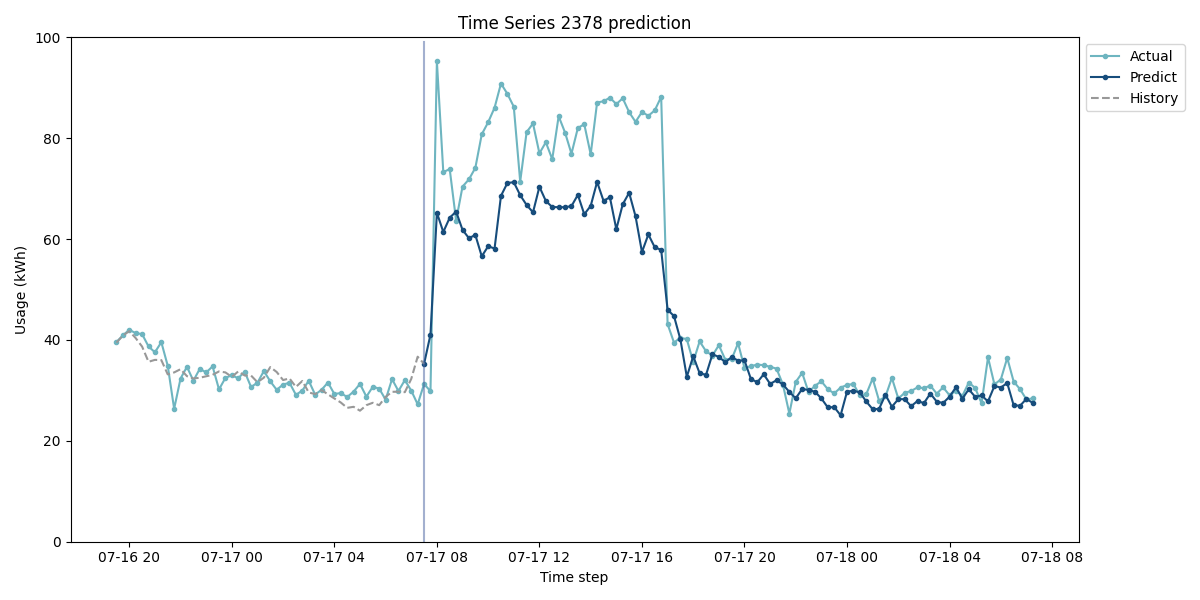 Time Series 2378 prediction
100
80
60
40
20
0
Usage (kWh)
07-16 20
07-17 00
07-17 04
07-17 08
07-17 12
07-17 16
07-17 20
07-18 00
07-18 04
07-18 08
Time step
Actual
Predict
History